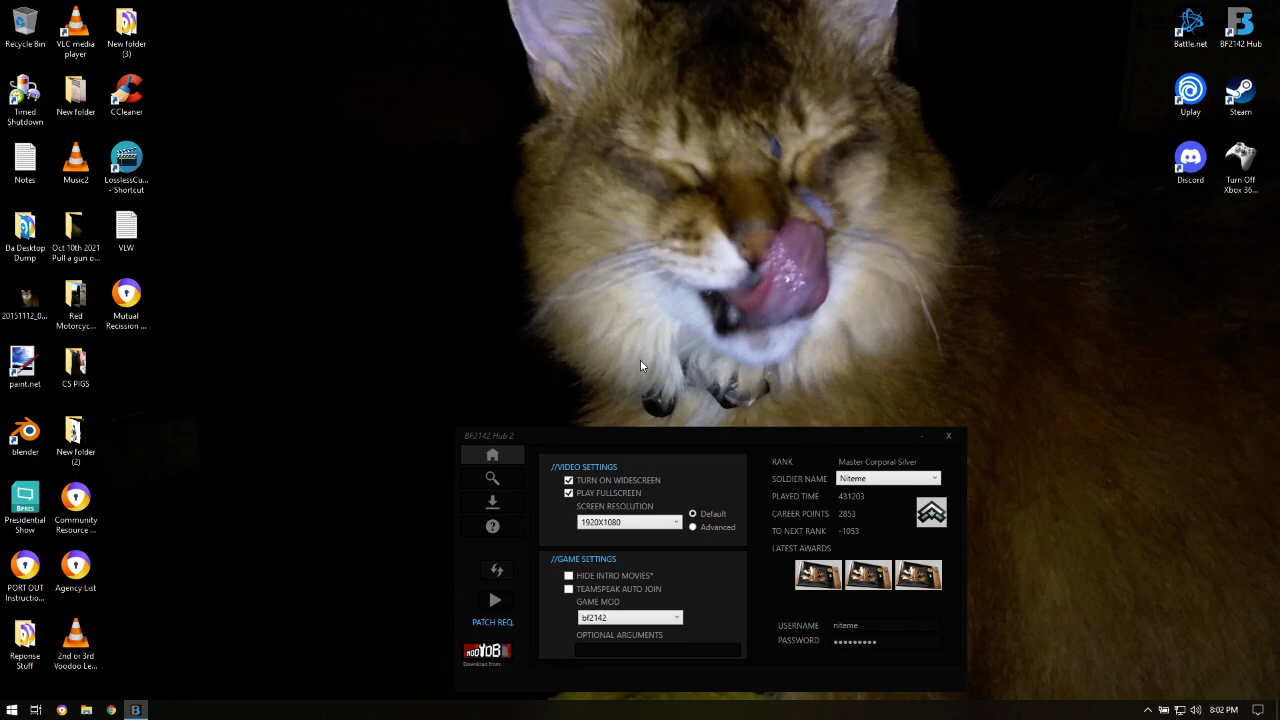 Recycle Bin
VLC media
player
New folder
(3)
Timed
Shutdown
New folder
CCleaner
Notes
Music2
LosslessCu...
- Shortcut
Da Desktop
Dump
Oct 10th 2021
Pull a gun o...
VLW
20151112_0...
Red
Motorcyc...
Mutual
Recission ...
paint.net
CS PIGS
blender
New folder
(2)
Presidential
Show
Community
Resource ...
PORT OUT
Instructio...
Agency List
Reponse
Stuff
2nd or 3rd
Voodoo Le...
Battle.net
BF2142 Hub
Uplay
Steam
Discord
Turn Off
Xbox 36...
BF2142 Hub 2
- X
//VIDEO SETTINGS
TURN ON WIDESCREEN
PLAY FULLSCREEN
SCREEN RESOLUTION
1920X1080
Default
Advanced
//GAME SETTINGS
HIDE INTRO MOVIES*
TEAMSPEAK AUTO JOIN
GAME MOD
bf2142
OPTIONAL ARGUMENTS
PATCH REQ.
Download from
RANK Master Corporal Silver
SOLDIER NAME Niteme
PLAYED TIME 431203
CAREER POINTS 2853
TO NEXT RANK -1053
LATEST AWARDS
USERNAME niteme
PASSWORD •••••••••
8:02 PM